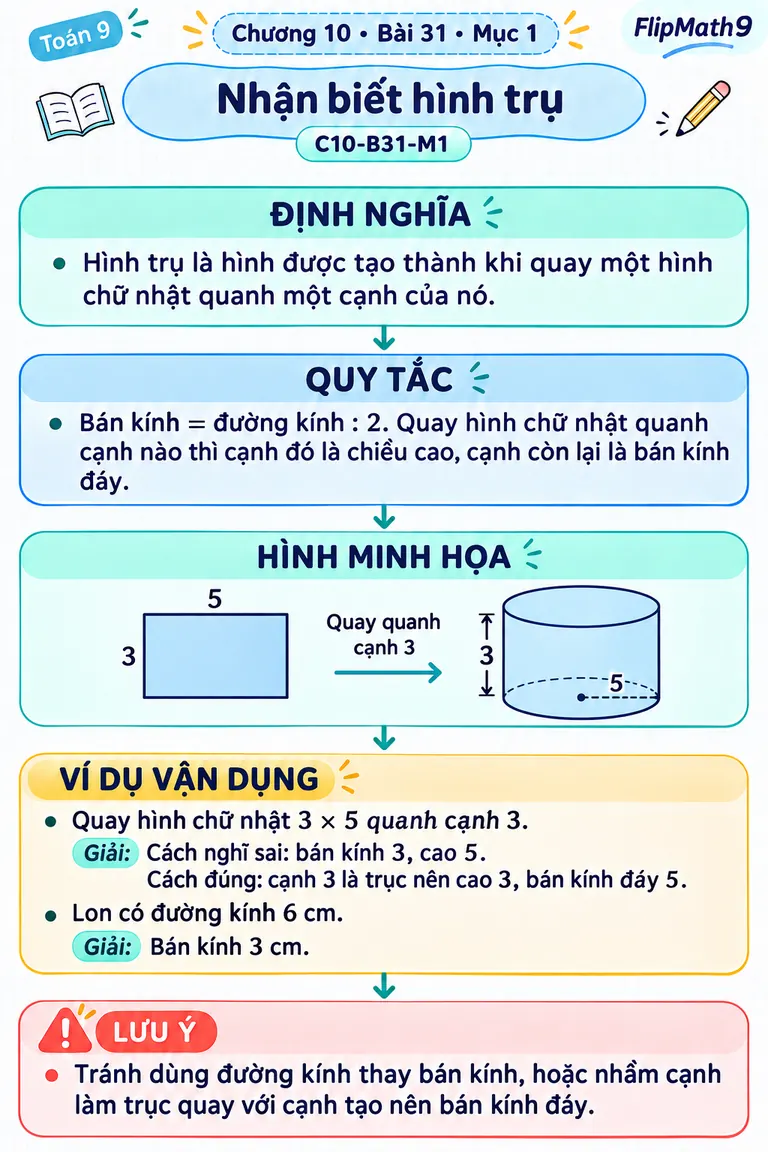 Toán 9
Chương 10 • Bài 31 • Mục 1
FlipMath9
Nhận biết hình trụ
C10-B31-M1
ĐỊNH NGHĨA
• Hình trụ là hình được tạo thành khi quay một hình
chữ nhật quanh một cạnh của nó.
QUY TẮC
• Bán kính = đường kính : 2. Quay hình chữ nhật quanh
cạnh nào thì cạnh đó là chiều cao, cạnh còn lại là bán kính
đáy.
HÌNH MINH HỌA
5
3
Quay quanh
cạnh 3
3
5
VÍ DỤ VẬN DỤNG
• Quay hình chữ nhật 3 × 5 quanh cạnh 3.
Giải: Cách nghĩ sai: bán kính 3, cao 5.
Cách đúng: cạnh 3 là trục nên cao 3, bán kính đáy 5.
• Lon có đường kính 6 cm.
Giải: Bán kính 3 cm.
LƯU Ý
• Tránh dùng đường kính thay bán kính, hoặc nhầm cạnh
làm trục quay với cạnh tạo nên bán kính đáy.